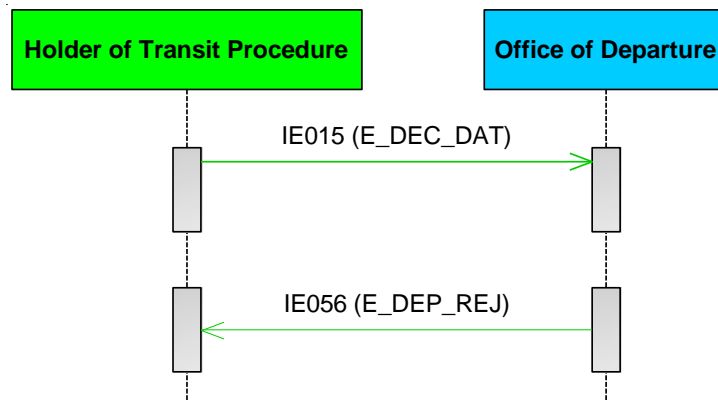 Holder of Transit Procedure
Office of Departure
IE015 (E_DEC_DAT)
IE056 (E_DEP_REJ)